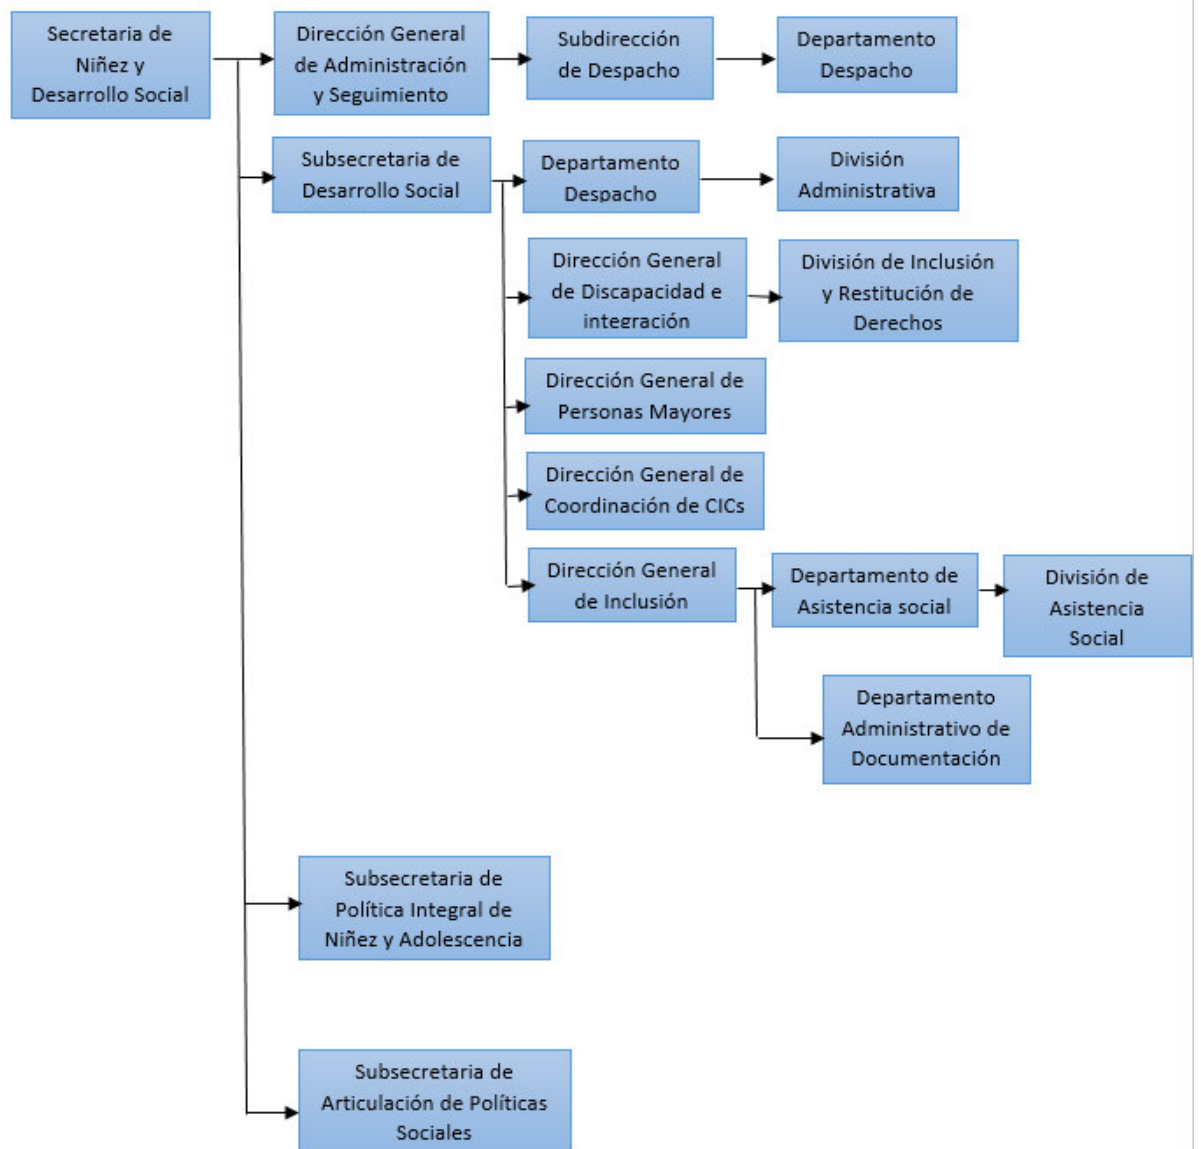 Secretaria de
Niñez y
Desarrollo Social
Dirección General
de Administración
y Seguimiento
Subdirección
de Despacho
Departamento
Despacho
Subsecretaria de
Desarrollo Social
Departamento
Despacho
División
Administrativa
Dirección General
de Discapacidad e
integración
División de Inclusión
y Restitución de
Derechos
Dirección General de
Personas Mayores
Dirección General de
Coordinación de CICs
Dirección General
de Inclusión
Departamento de
Asistencia social
División de
Asistencia
Social
Departamento
Administrativo de
Documentación
Subsecretaria de
Política Integral de
Niñez y Adolescencia
Subsecretaria de
Articulación de Políticas
Sociales